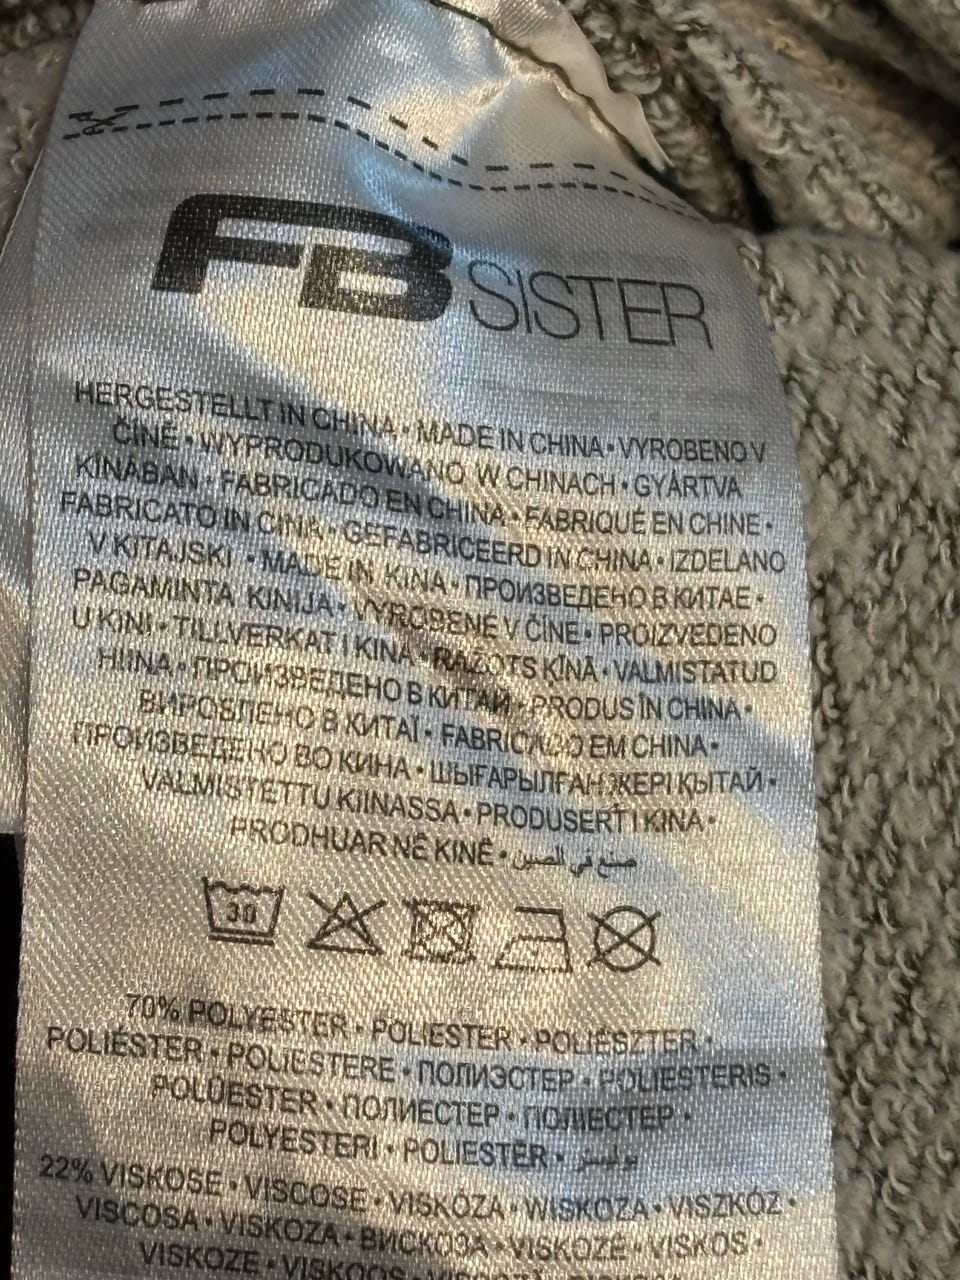 FB SISTER
HERGESTELLT IN CHINA • MADE IN CHINA • VYROBENO V
ČÍNĚ • WYPRODUKOWANO W CHINACH • GYÁRTVA
KÍNÁBAN • FABRICADO EN CHINA • FABRIQUÉ EN CHINE •
FABRICATO IN CINA • GEFABRICEERD IN CHINA • IZDELANO
V KITAJSKI • MADE IN KINA • ПРОИЗВЕДЕНО В КИТАЕ •
PAGAMINTA KINIJA • VYROBENÉ V ČÍNE • PROIZVEDENO
U KINI • TILLVERKAT I KINA • RAŽOTS ĶĪNĀ • VALMISTATUD
HIINA • ПРОИЗВЕДЕНО В КИТАЙ • PRODUS ÎN CHINA •
ВИРОБЛЕНО В КИТАЇ • FABRICADO EM CHINA •
ПРОИЗВЕДЕНО ВО КИНА • ШЫҒАРЫЛҒАН ЖЕРІ ҚЫТАЙ •
VALMISTETTU KIINASSA • PRODUSERT I KINA •
PRODHUAR NË KINË • صنع في الصين
30
70% POLYESTER • POLIESTER • POLIÉSZTER •
POLIÉSTER • POLIESTERE • ПОЛИЭСТЕР • POLIESTERIS •
POLÜESTER • ПОЛИЕСТЕР • ПОЛІЕСТЕР •
POLYESTERI • POLIESTËR • بوليستر
22% VISKOSE • VISCOSE • VISKÓZA • WISKOZA • VISZKÓZ •
VISCOSA • VISKOZA • ВИСКОЗА • VISKOZĖ • VISKOS •
VISKOZE • VISKOOS •